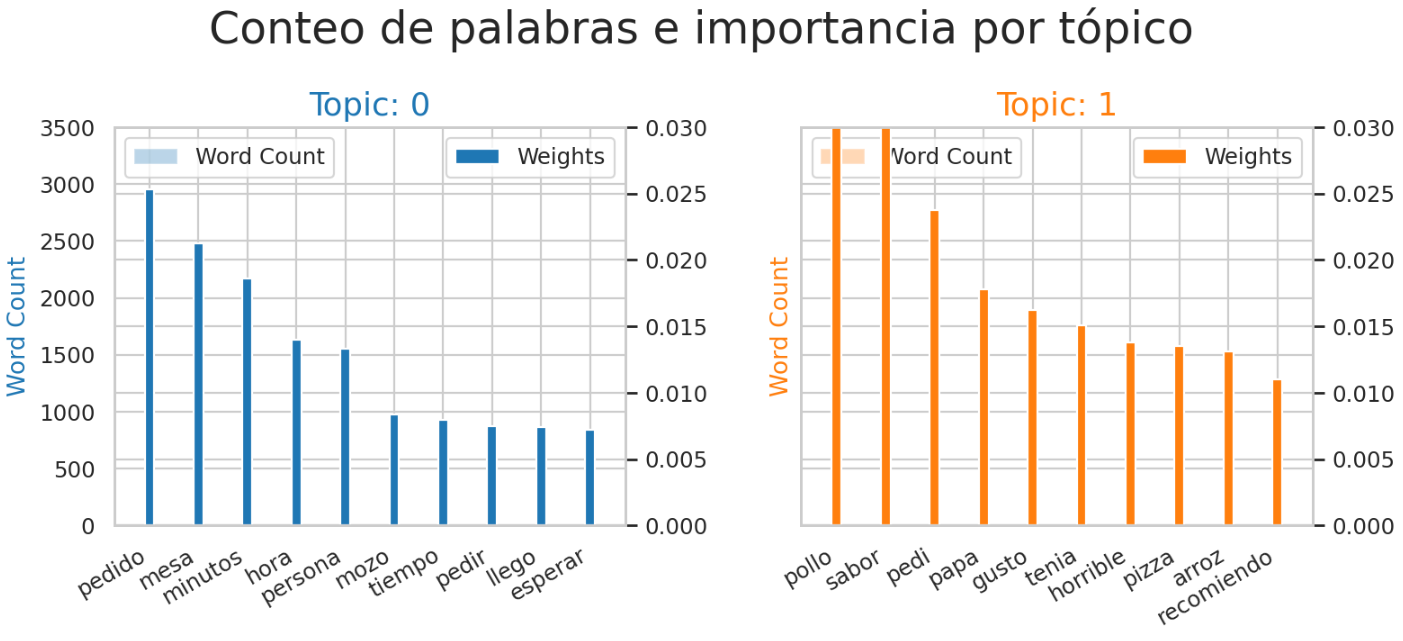 Conteo de palabras e importancia por tópico
Topic: 0
Word Count
Weights
Word Count
3500
3000
2500
2000
1500
1000
500
0
0.030
0.025
0.020
0.015
0.010
0.005
0.000
pedido
mesa
minutos
hora
persona
mozo
tiempo
pedir
llego
esperar
Topic: 1
Word Count
Weights
Word Count
0.030
0.025
0.020
0.015
0.010
0.005
0.000
pollo
sabor
pedi
papa
gusto
tenia
horrible
pizza
arroz
recomiendo